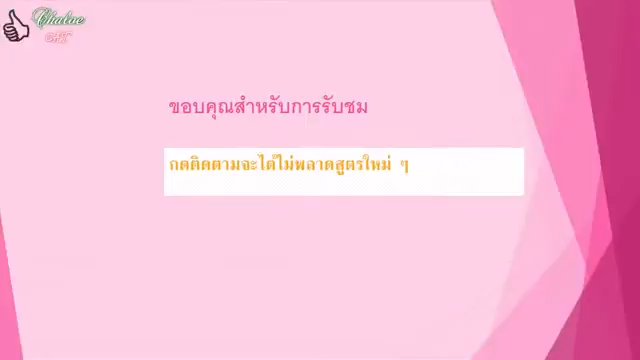 ขอบคุณสำหรับการรับชม
กดติดตามจะได้ไม่พลาดสูตรใหม่ ๆ